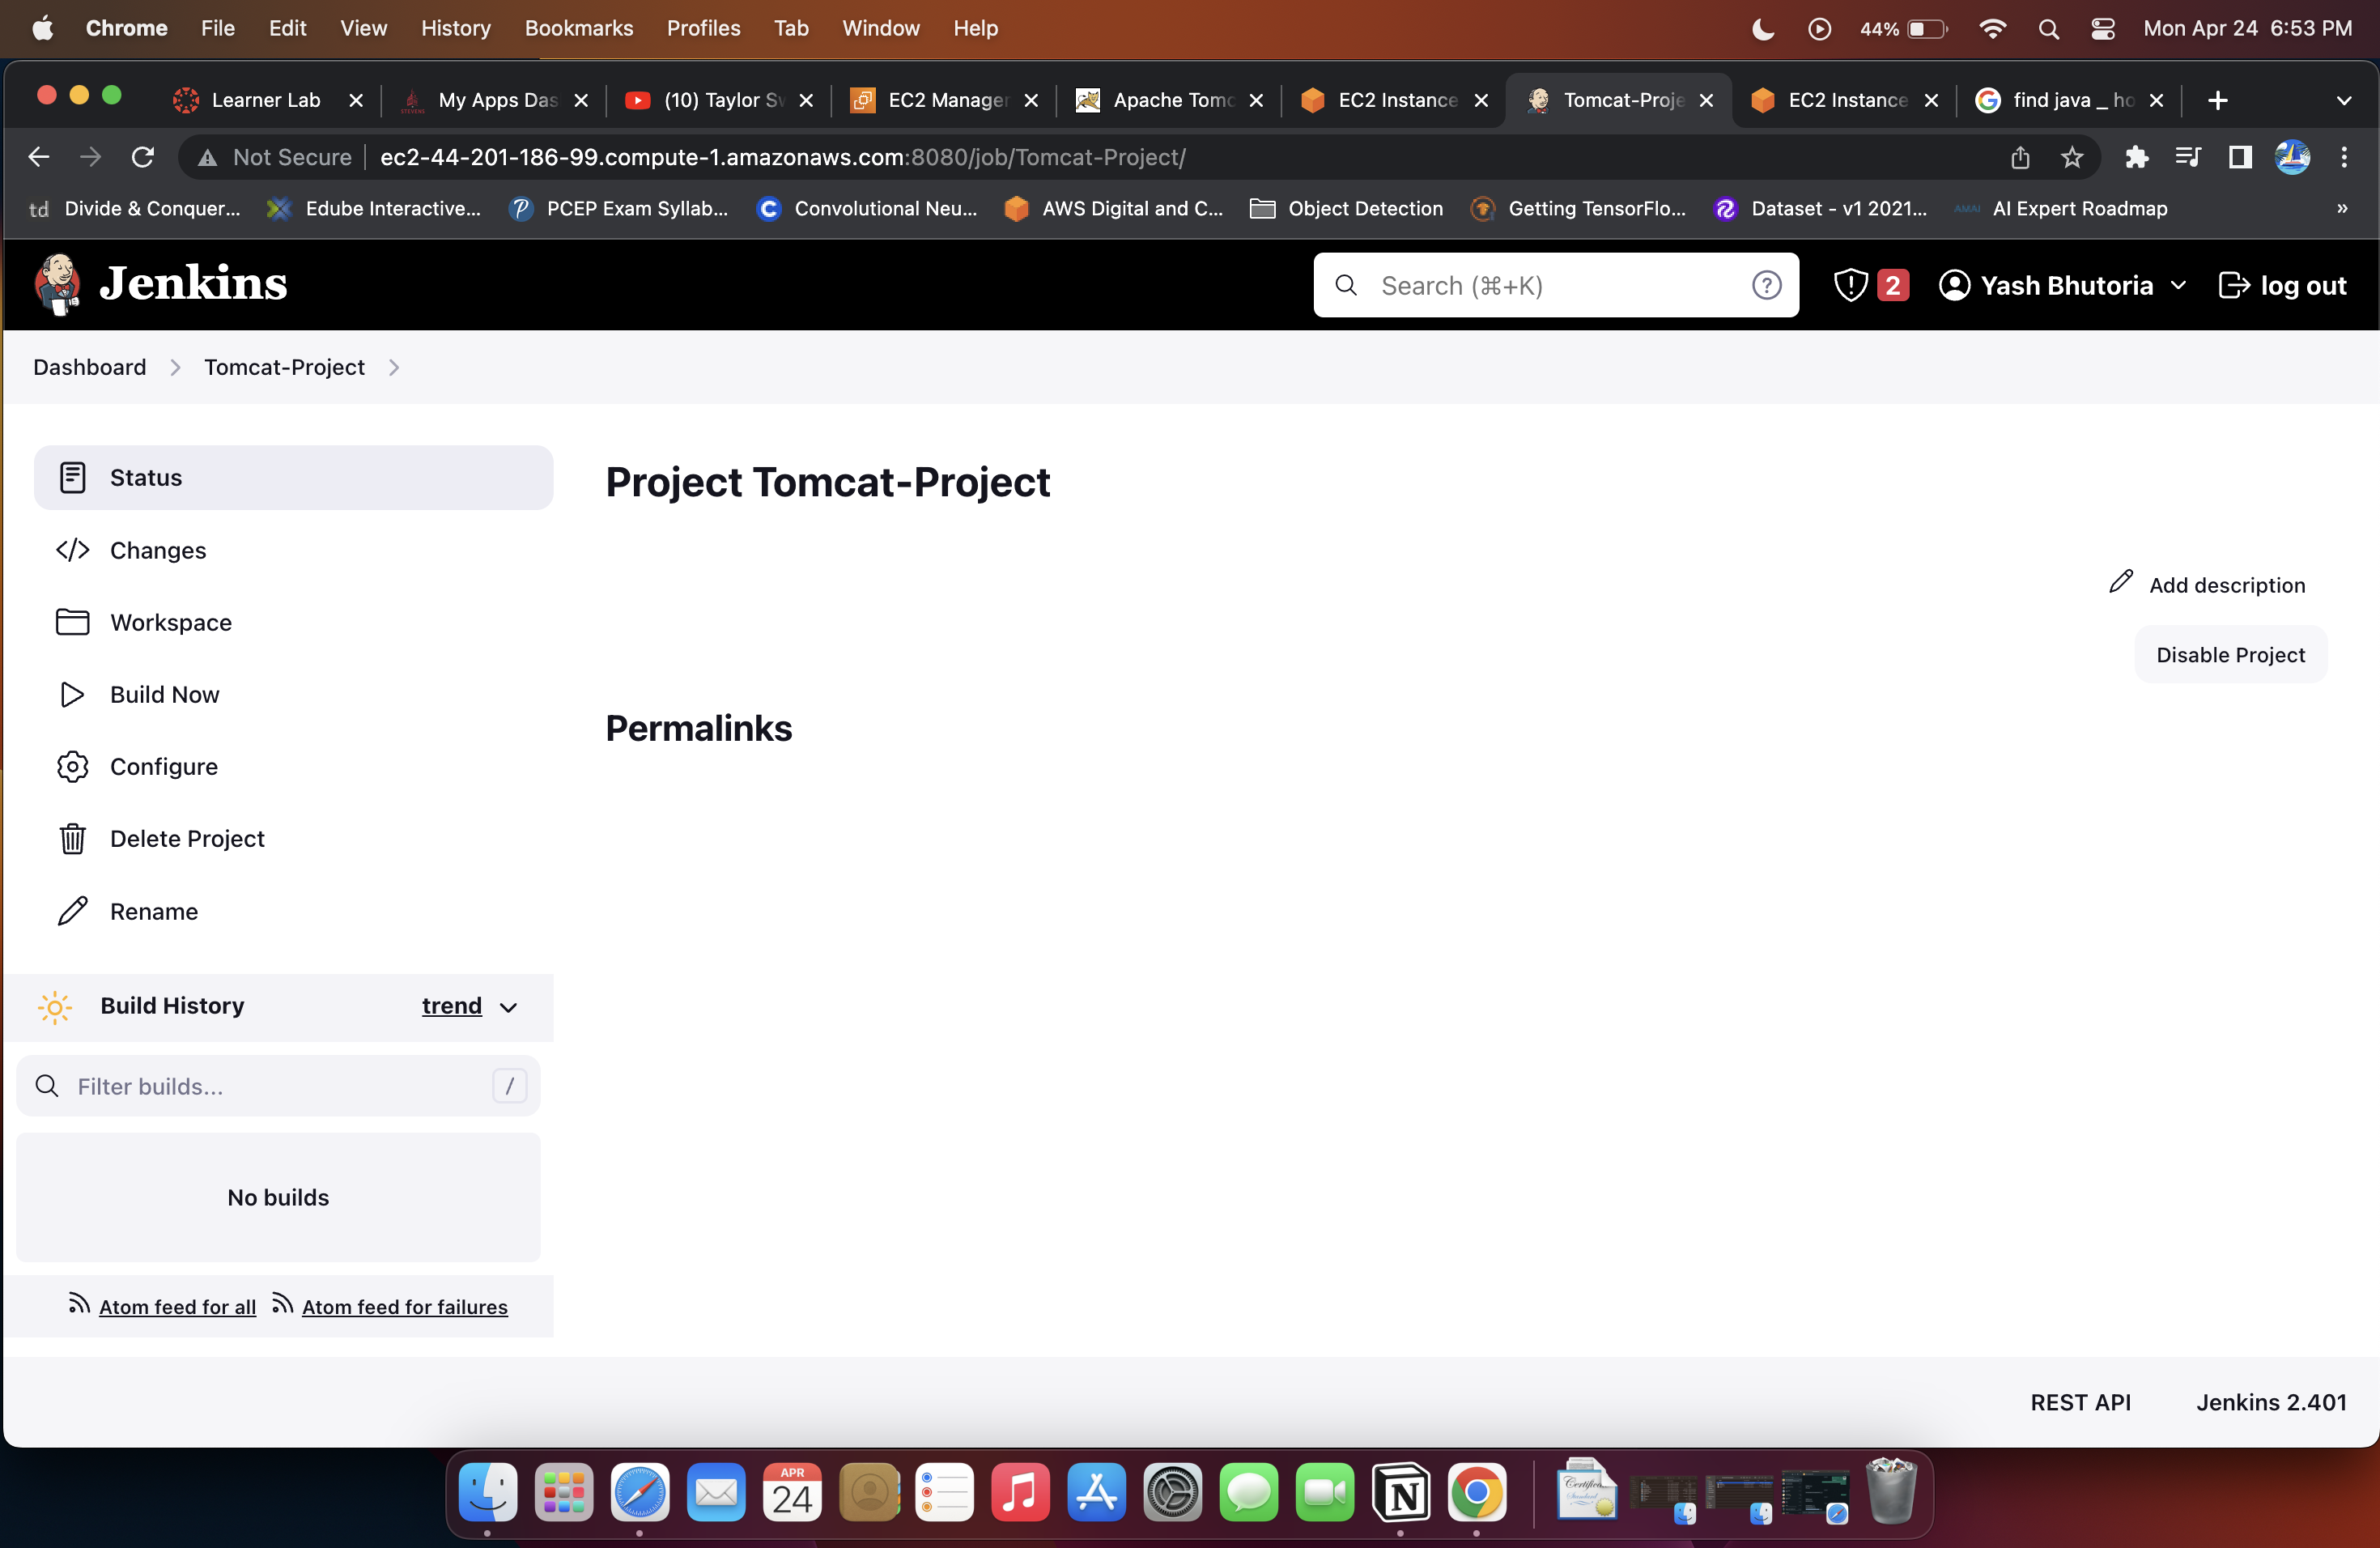 Chrome File Edit View History Bookmarks Profiles Tab Window Help 44% Mon Apr 24 6:53 PM
Learner Lab My Apps Das (10) Taylor Sw EC2 Manager Apache Tomc EC2 Instance Tomcat-Proje EC2 Instance find java _ ho
Not Secure ec2-44-201-186-99.compute-1.amazonaws.com:8080/job/Tomcat-Project/
td Divide & Conquer... Edube Interactive... PCEP Exam Syllab... Convolutional Neu... AWS Digital and C... Object Detection Getting TensorFlo... Dataset - v1 2021... AMAI AI Expert Roadmap »
Jenkins Search (⌘+K) ? 2 Yash Bhutoria log out
Dashboard Tomcat-Project
Status
Changes
Workspace
Build Now
Configure
Delete Project
Rename
Project Tomcat-Project
Add description
Disable Project
Permalinks
Build History trend
Filter builds... /
No builds
Atom feed for all Atom feed for failures
REST API Jenkins 2.401
APR
24